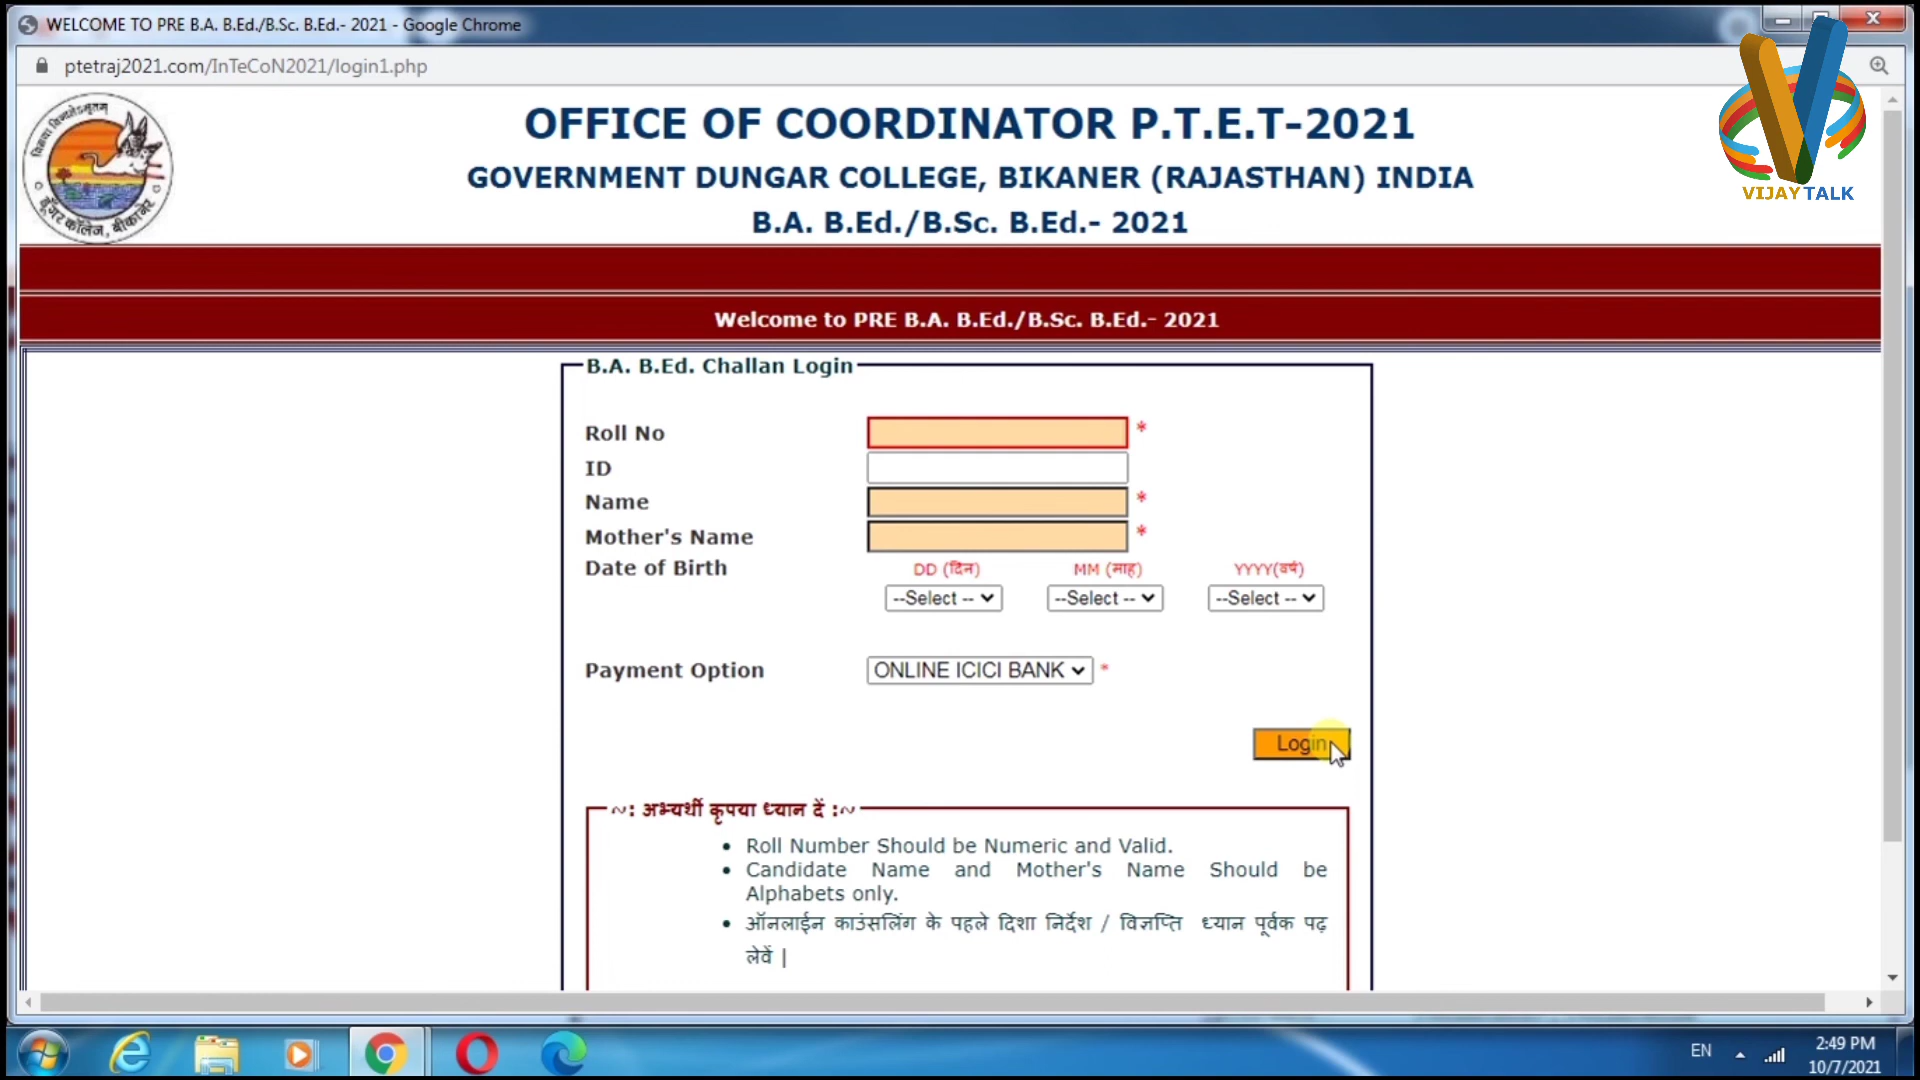 WELCOME TO PRE B.A. B.Ed./B.Sc. B.Ed.- 2021 - Google Chrome
ptetraj2021.com/InTeCoN2021/login1.php
OFFICE OF COORDINATOR P.T.E.T-2021
GOVERNMENT DUNGAR COLLEGE, BIKANER (RAJASTHAN) INDIA
B.A. B.Ed./B.Sc. B.Ed.- 2021
VIJAY TALK
डूँगर कॉलेज, बीकानेर
Welcome to PRE B.A. B.Ed./B.Sc. B.Ed.- 2021
B.A. B.Ed. Challan Login
Roll No *
ID
Name *
Mother's Name *
Date of Birth DD (दिन) MM (माह) YYYY(वर्ष)
--Select -- --Select -- --Select --
Payment Option ONLINE ICICI BANK *
Login
~: अभ्यर्थी कृपया ध्यान दें :~
• Roll Number Should be Numeric and Valid.
• Candidate Name and Mother's Name Should be
Alphabets only.
• ऑनलाईन काउंसलिंग के पहले दिशा निर्देश / विज्ञप्ति ध्यान पूर्वक पढ़
लेवें |
EN
2:49 PM
10/7/2021